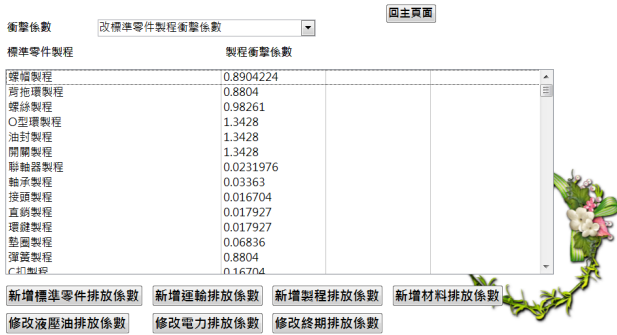 回主頁面
衝擊係數 改標準零件製程衝擊係數
標準零件製程 製程衝擊係數
螺帽製程 0.8904224
背拖環製程 0.8804
螺絲製程 0.98261
O型環製程 1.3428
油封製程 1.3428
開關製程 1.3428
聯軸器製程 0.0231976
軸承製程 0.03363
接頭製程 0.016704
直銷製程 0.017927
環鍵製程 0.017927
墊圈製程 0.06836
彈簧製程 0.8804
C扣製程 0.16704
新增標準零件排放係數 新增運輸排放係數 新增製程排放係數 新增材料排放係數
修改液壓油排放係數 修改電力排放係數 修改終期排放係數